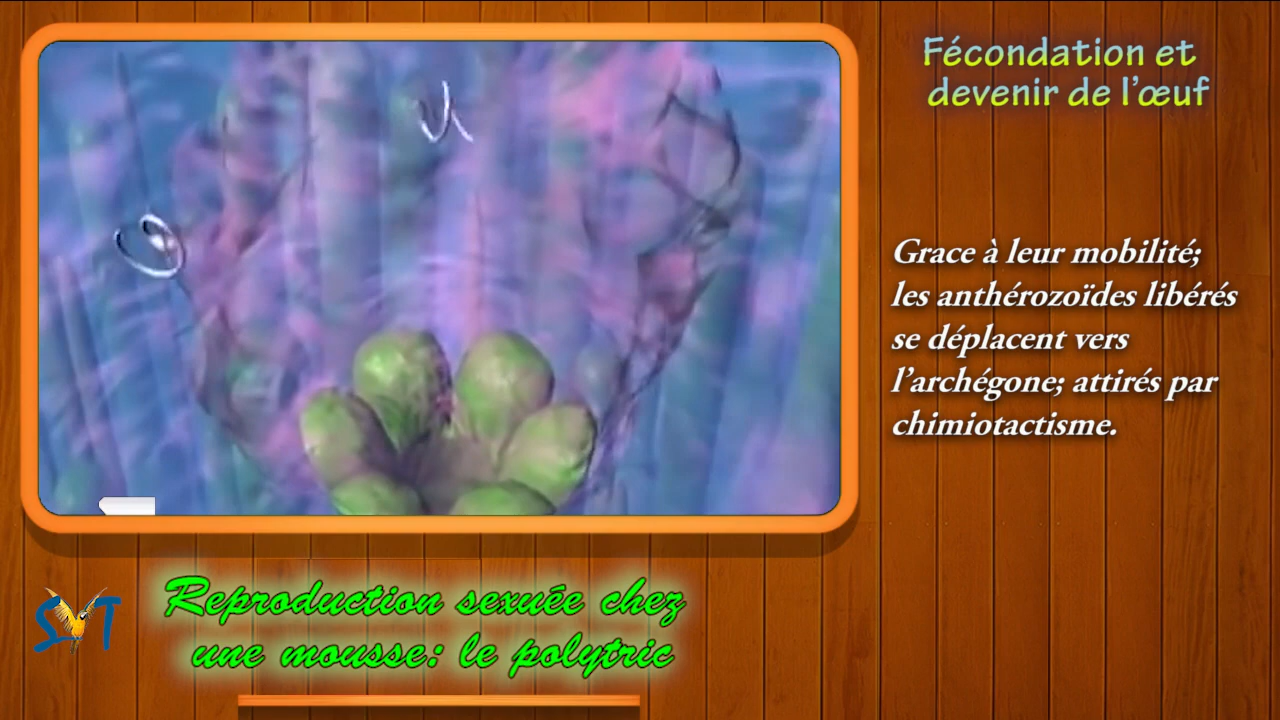 Fécondation et
devenir de l'œuf
Grace à leur mobilité;
les anthérozoïdes libérés
se déplacent vers
l'archégone; attirés par
chimiotactisme.
SVT
Reproduction sexuée chez
une mousse: le polytric